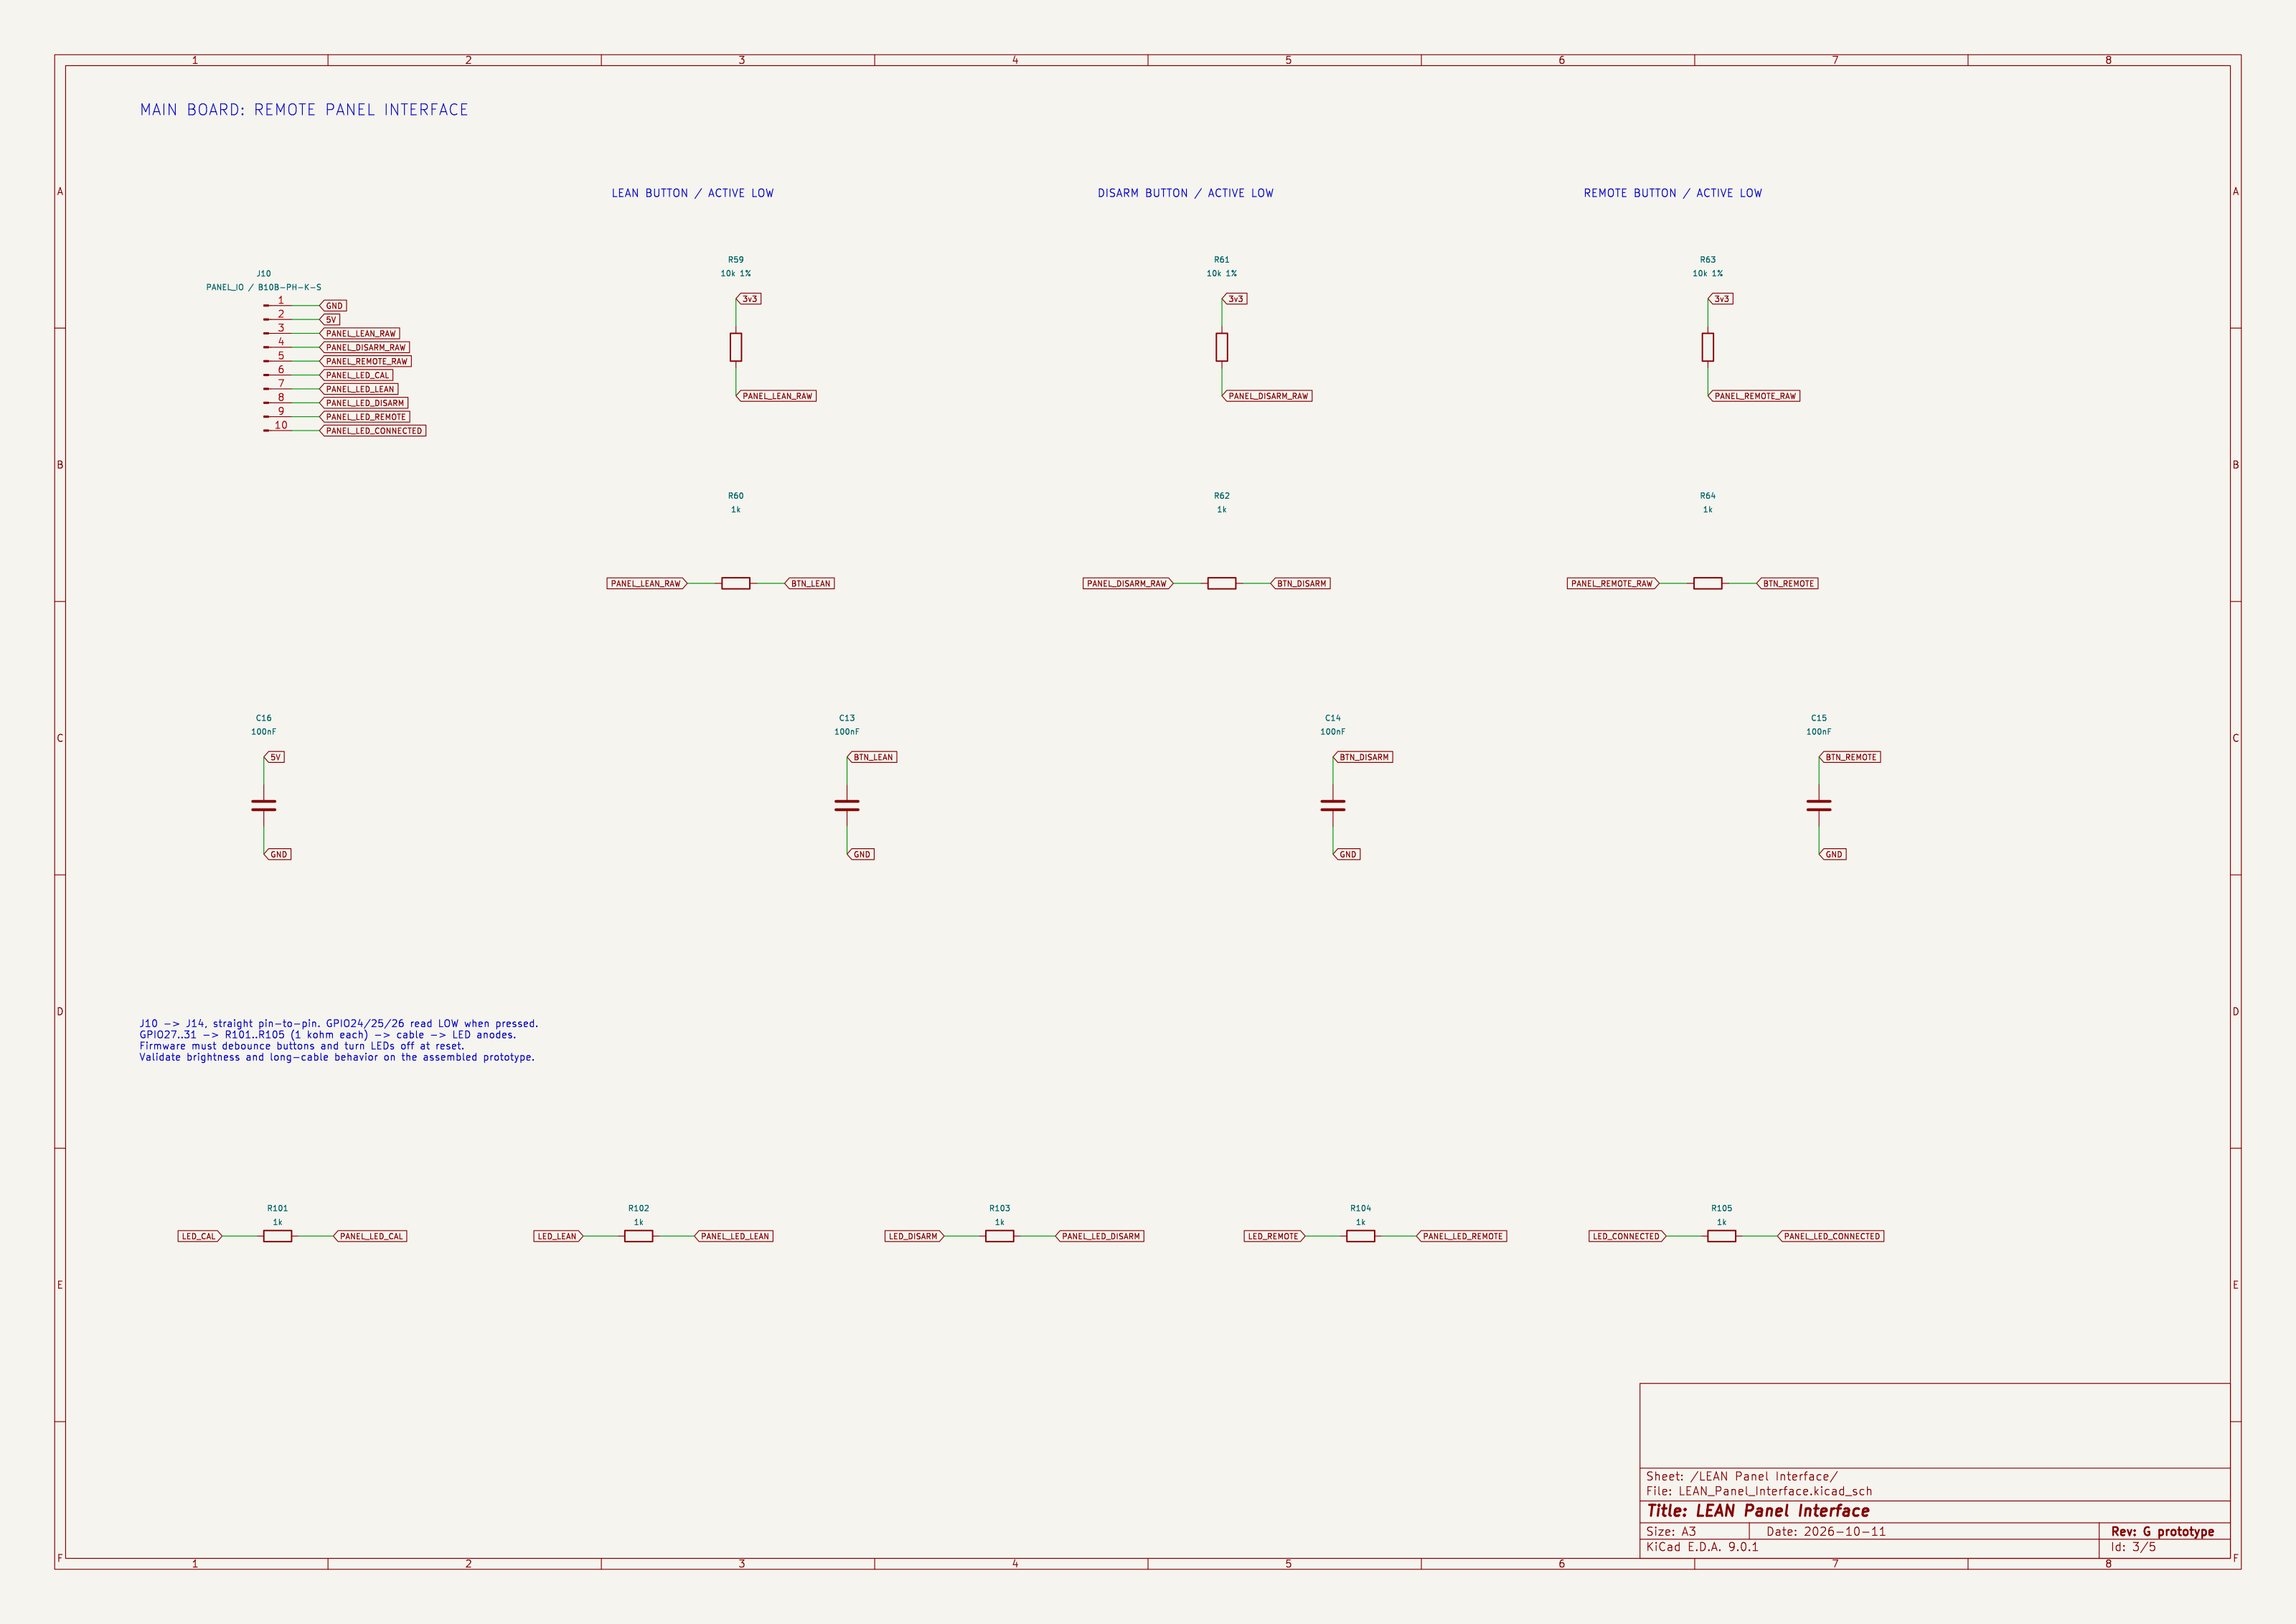 1 2 3 4 5 6 7 8
MAIN BOARD: REMOTE PANEL INTERFACE
A A
LEAN BUTTON / ACTIVE LOW
DISARM BUTTON / ACTIVE LOW
REMOTE BUTTON / ACTIVE LOW
J10
PANEL_IO / B10B-PH-K-S
1 GND
2 5V
3 PANEL_LEAN_RAW
4 PANEL_DISARM_RAW
5 PANEL_REMOTE_RAW
6 PANEL_LED_CAL
7 PANEL_LED_LEAN
8 PANEL_LED_DISARM
9 PANEL_LED_REMOTE
10 PANEL_LED_CONNECTED
R59
10k 1%
3v3
PANEL_LEAN_RAW
R61
10k 1%
3v3
PANEL_DISARM_RAW
R63
10k 1%
3v3
PANEL_REMOTE_RAW
B B
R60
1k
PANEL_LEAN_RAW BTN_LEAN
R62
1k
PANEL_DISARM_RAW BTN_DISARM
R64
1k
PANEL_REMOTE_RAW BTN_REMOTE
C C
C16
100nF
5V
GND
C13
100nF
BTN_LEAN
GND
C14
100nF
BTN_DISARM
GND
C15
100nF
BTN_REMOTE
GND
D D
J10 -> J14, straight pin-to-pin. GPIO24/25/26 read LOW when pressed.
GPIO27..31 -> R101..R105 (1 kohm each) -> cable -> LED anodes.
Firmware must debounce buttons and turn LEDs off at reset.
Validate brightness and long-cable behavior on the assembled prototype.
R101
1k
LED_CAL PANEL_LED_CAL
R102
1k
LED_LEAN PANEL_LED_LEAN
R103
1k
LED_DISARM PANEL_LED_DISARM
R104
1k
LED_REMOTE PANEL_LED_REMOTE
R105
1k
LED_CONNECTED PANEL_LED_CONNECTED
E E
Sheet: /LEAN Panel Interface/
File: LEAN_Panel_Interface.kicad_sch
Title: LEAN Panel Interface
Size: A3 Date: 2026-10-11 Rev: G prototype
KiCad E.D.A. 9.0.1 Id: 3/5
F F
1 2 3 4 5 6 7 8